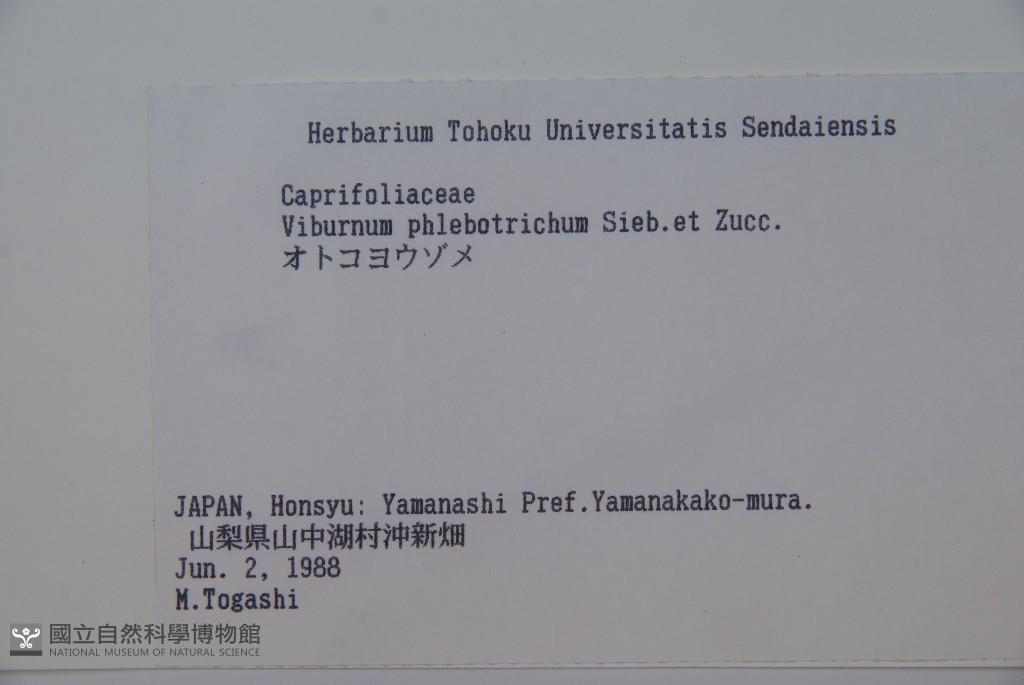 Herbarium Tohoku Universitatis Sendaiensis
Caprifoliaceae
Viburnum phlebotrichum Sieb.et Zucc.
オトコヨウゾメ
JAPAN, Honsyu: Yamanashi Pref.Yamanakako-mura.
山梨県山中湖村沖新畑
Jun. 2, 1988
M.Togashi
國立自然科學博物館
NATIONAL MUSEUM OF NATURAL SCIENCE